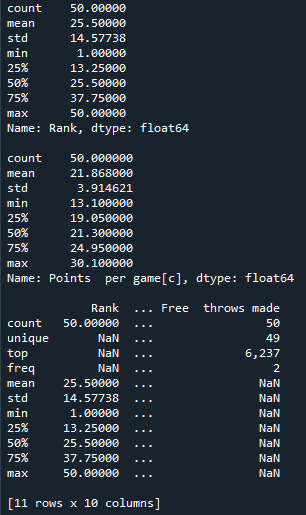 count    50.000000
mean     25.50000
std      14.57738
min       1.00000
25%      13.25000
50%      25.50000
75%      37.75000
max      50.00000
Name: Rank, dtype: float64

count    50.000000
mean     21.868000
std       3.914621
min      13.100000
25%      19.050000
50%      21.300000
75%      24.950000
max      30.100000
Name: Points  per game[c], dtype: float64

            Rank  ... Free  throws made
count   50.00000  ...                50
unique       NaN  ...                49
top          NaN  ...             6,237
freq         NaN  ...                 2
mean    25.50000  ...               NaN
std     14.57738  ...               NaN
min      1.00000  ...               NaN
25%     13.25000  ...               NaN
50%     25.50000  ...               NaN
75%     37.75000  ...               NaN
max     50.00000  ...               NaN

[11 rows x 10 columns]